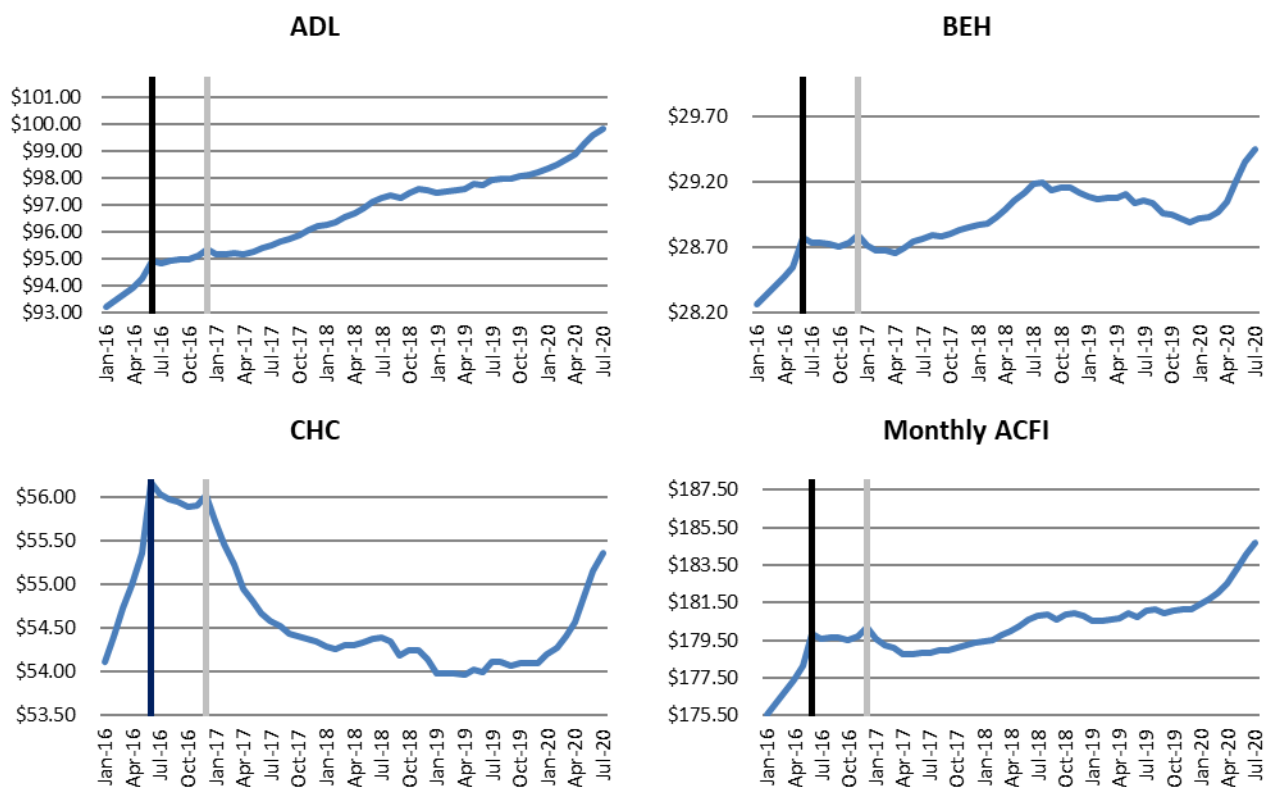 ADL
$101.00
$100.00
$99.00
$98.00
$97.00
$96.00
$95.00
$94.00
$93.00
Jan-16
Apr-16
Jul-16
Oct-16
Jan-17
Apr-17
Jul-17
Oct-17
Jan-18
Apr-18
Jul-18
Oct-18
Jan-19
Apr-19
Jul-19
Oct-19
Jan-20
Apr-20
Jul-20
BEH
$29.70
$29.20
$28.70
$28.20
Jan-16
Apr-16
Jul-16
Oct-16
Jan-17
Apr-17
Jul-17
Oct-17
Jan-18
Apr-18
Jul-18
Oct-18
Jan-19
Apr-19
Jul-19
Oct-19
Jan-20
Apr-20
Jul-20
CHC
$56.00
$55.50
$55.00
$54.50
$54.00
$53.50
Jan-16
Apr-16
Jul-16
Oct-16
Jan-17
Apr-17
Jul-17
Oct-17
Jan-18
Apr-18
Jul-18
Oct-18
Jan-19
Apr-19
Jul-19
Oct-19
Jan-20
Apr-20
Jul-20
Monthly ACFI
$187.50
$185.50
$183.50
$181.50
$179.50
$177.50
$175.50
Jan-16
Apr-16
Jul-16
Oct-16
Jan-17
Apr-17
Jul-17
Oct-17
Jan-18
Apr-18
Jul-18
Oct-18
Jan-19
Apr-19
Jul-19
Oct-19
Jan-20
Apr-20
Jul-20